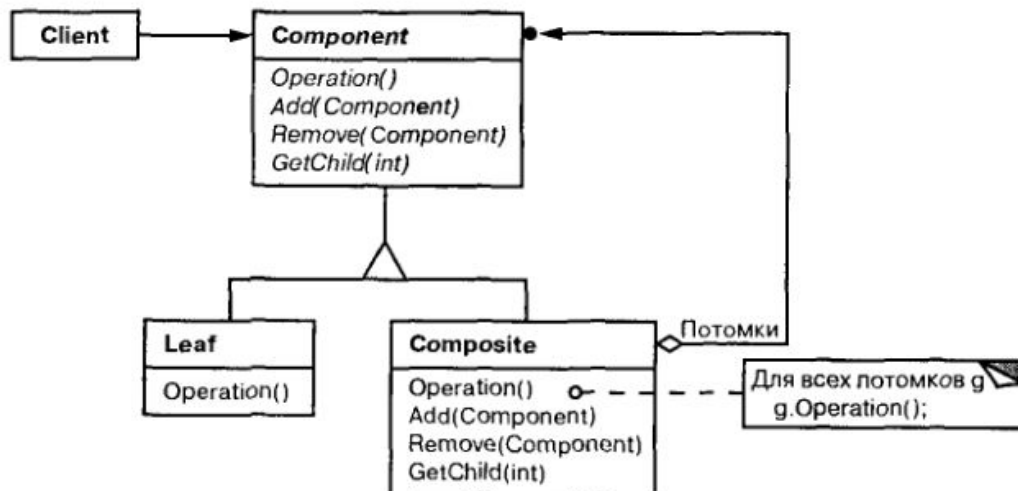 Client
Component
Operation()
Add(Component)
Remove(Component)
GetChild(int)
Leaf
Operation()
Composite
Operation()
Add(Component)
Remove(Component)
GetChild(int)
Потомки
Для всех потомков g
g.Operation();